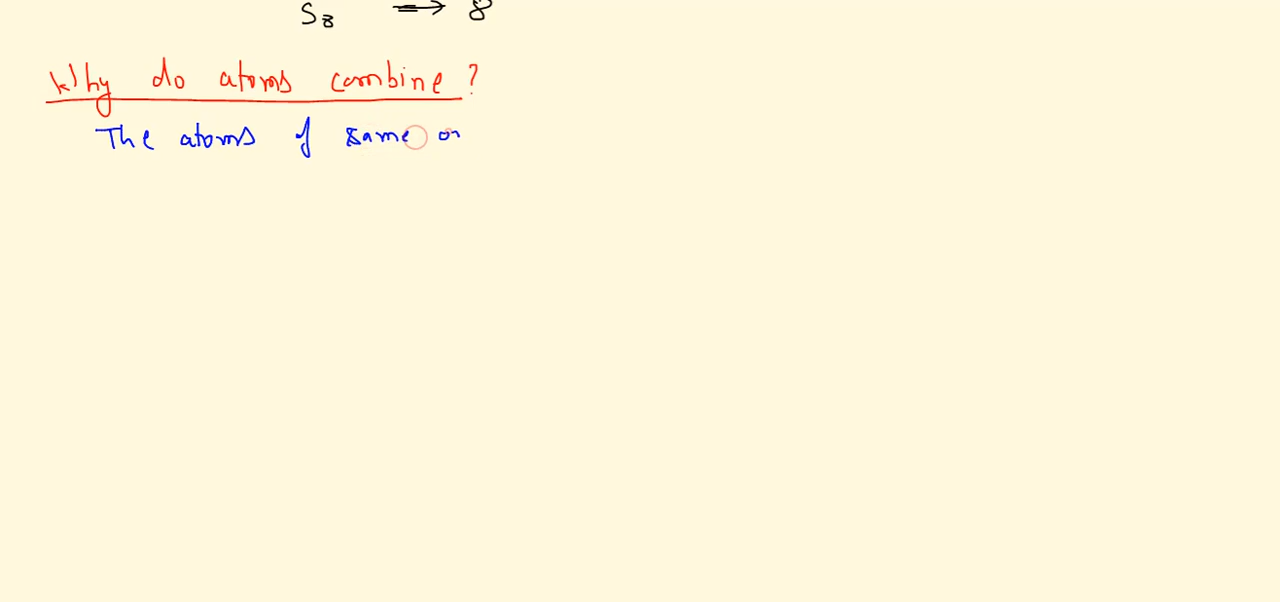 S8 ⟹ 8
Why do atoms combine ?
The atoms of same or